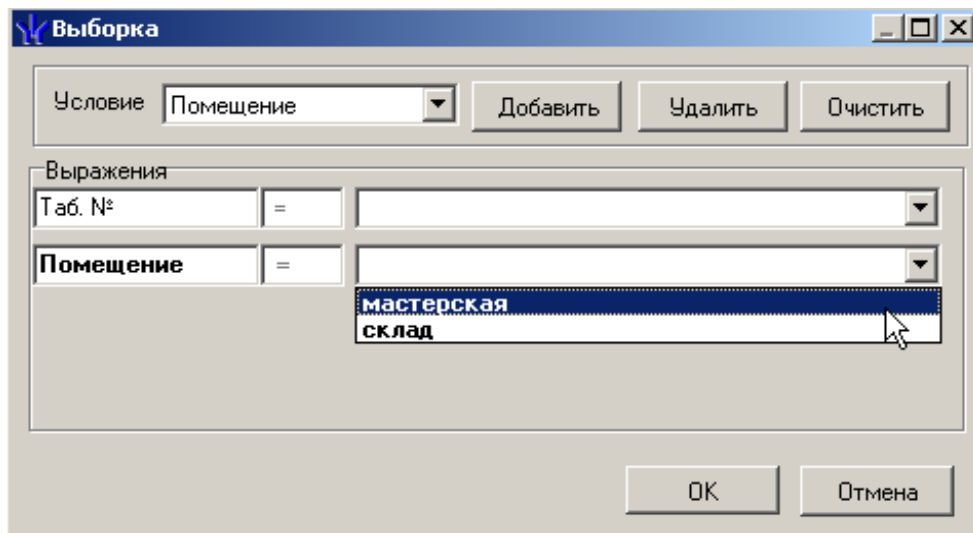 Выборка
Условие Помещение Добавить Удалить Очистить
Выражения
Таб. № =
Помещение =
мастерская
склад
OK Отмена